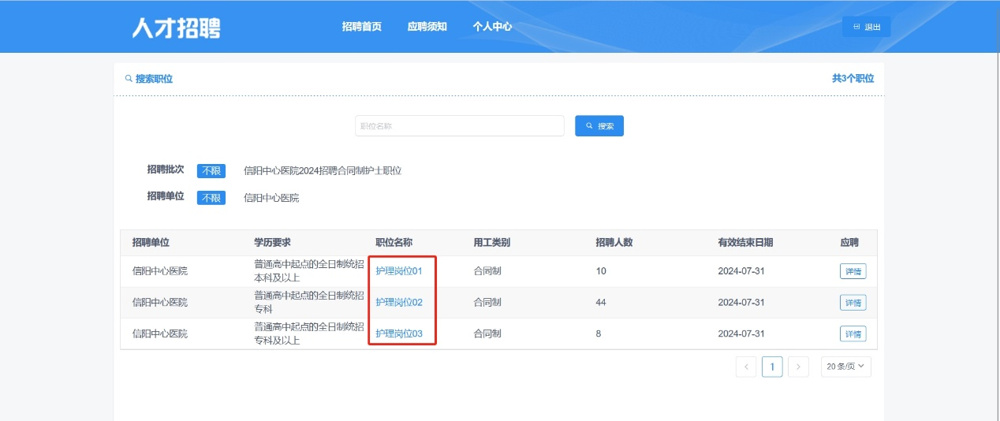 人才招聘 招聘首页 应聘须知 个人中心 退出
搜索职位 共3个职位
职位名称 搜索
招聘批次 不限 信阳中心医院2024招聘合同制护士职位
招聘单位 不限 信阳中心医院
招聘单位 学历要求 职位名称 用工类别 招聘人数 有效结束日期 应聘
信阳中心医院 普通高中起点的全日制统招 护理岗位01 合同制 10 2024-07-31 详情
本科及以上
信阳中心医院 普通高中起点的全日制统招 护理岗位02 合同制 44 2024-07-31 详情
专科
信阳中心医院 普通高中起点的全日制统招 护理岗位03 合同制 8 2024-07-31 详情
专科及以上
1 20 条/页